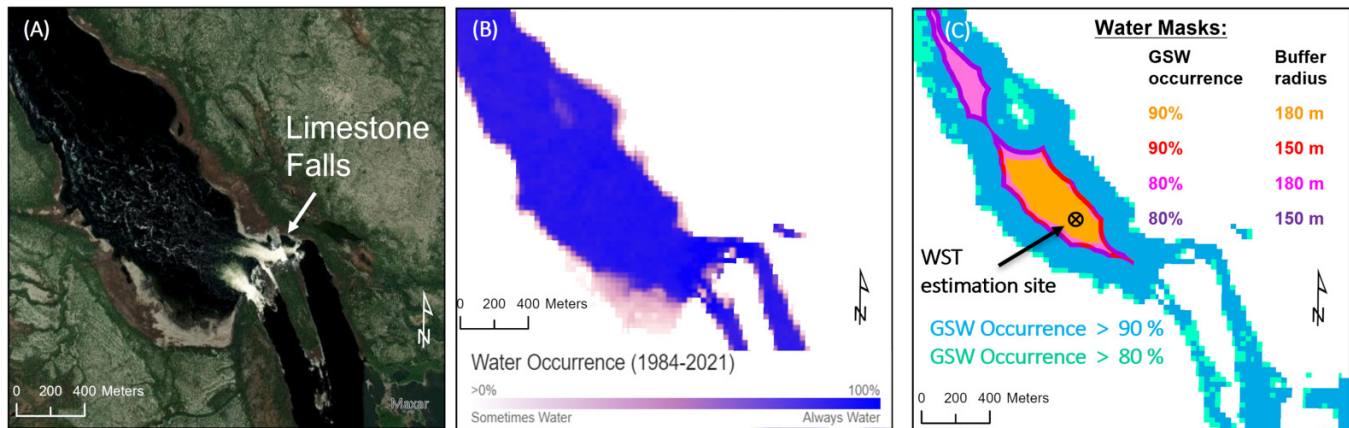 (A)
Limestone
Falls
0 200 400 Meters
N
Maxar
(B)
0 200 400 Meters
N
Water Occurrence (1984-2021)
>0%
100%
Sometimes Water
Always Water
(C)
Water Masks:
GSW
occurrence
Buffer
radius
90% 180 m
90% 150 m
80% 180 m
80% 150 m
WST
estimation site
GSW Occurrence > 90 %
GSW Occurrence > 80 %
N
0 200 400 Meters